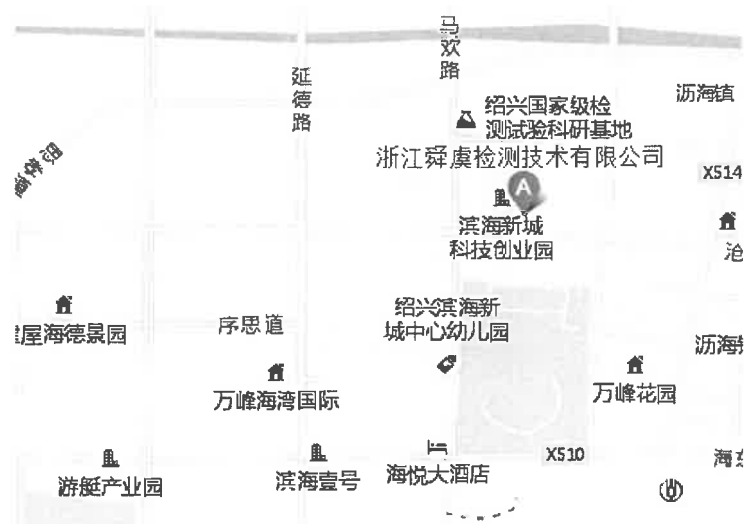 马欢路
延德路
沥海镇
绍兴国家级检
测试验科研基地
浙江舜虞检测技术有限公司
X514
A
滨海新城
科技创业园
沧
绍兴滨海新
城中心幼儿园
屋海德景园
序思道
沥海
万峰海湾国际
万峰花园
X510
海
游艇产业园
滨海壹号
海悦大酒店